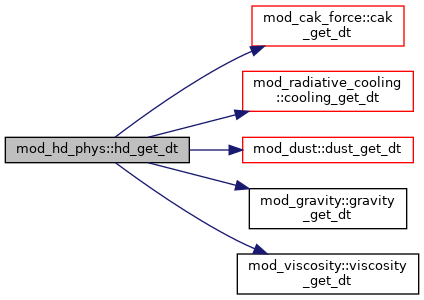 mod_cak_force::cak
_get_dt
mod_radiative_cooling
::cooling_get_dt
mod_hd_phys::hd_get_dt
mod_dust::dust_get_dt
mod_gravity::gravity
_get_dt
mod_viscosity::viscosity
_get_dt